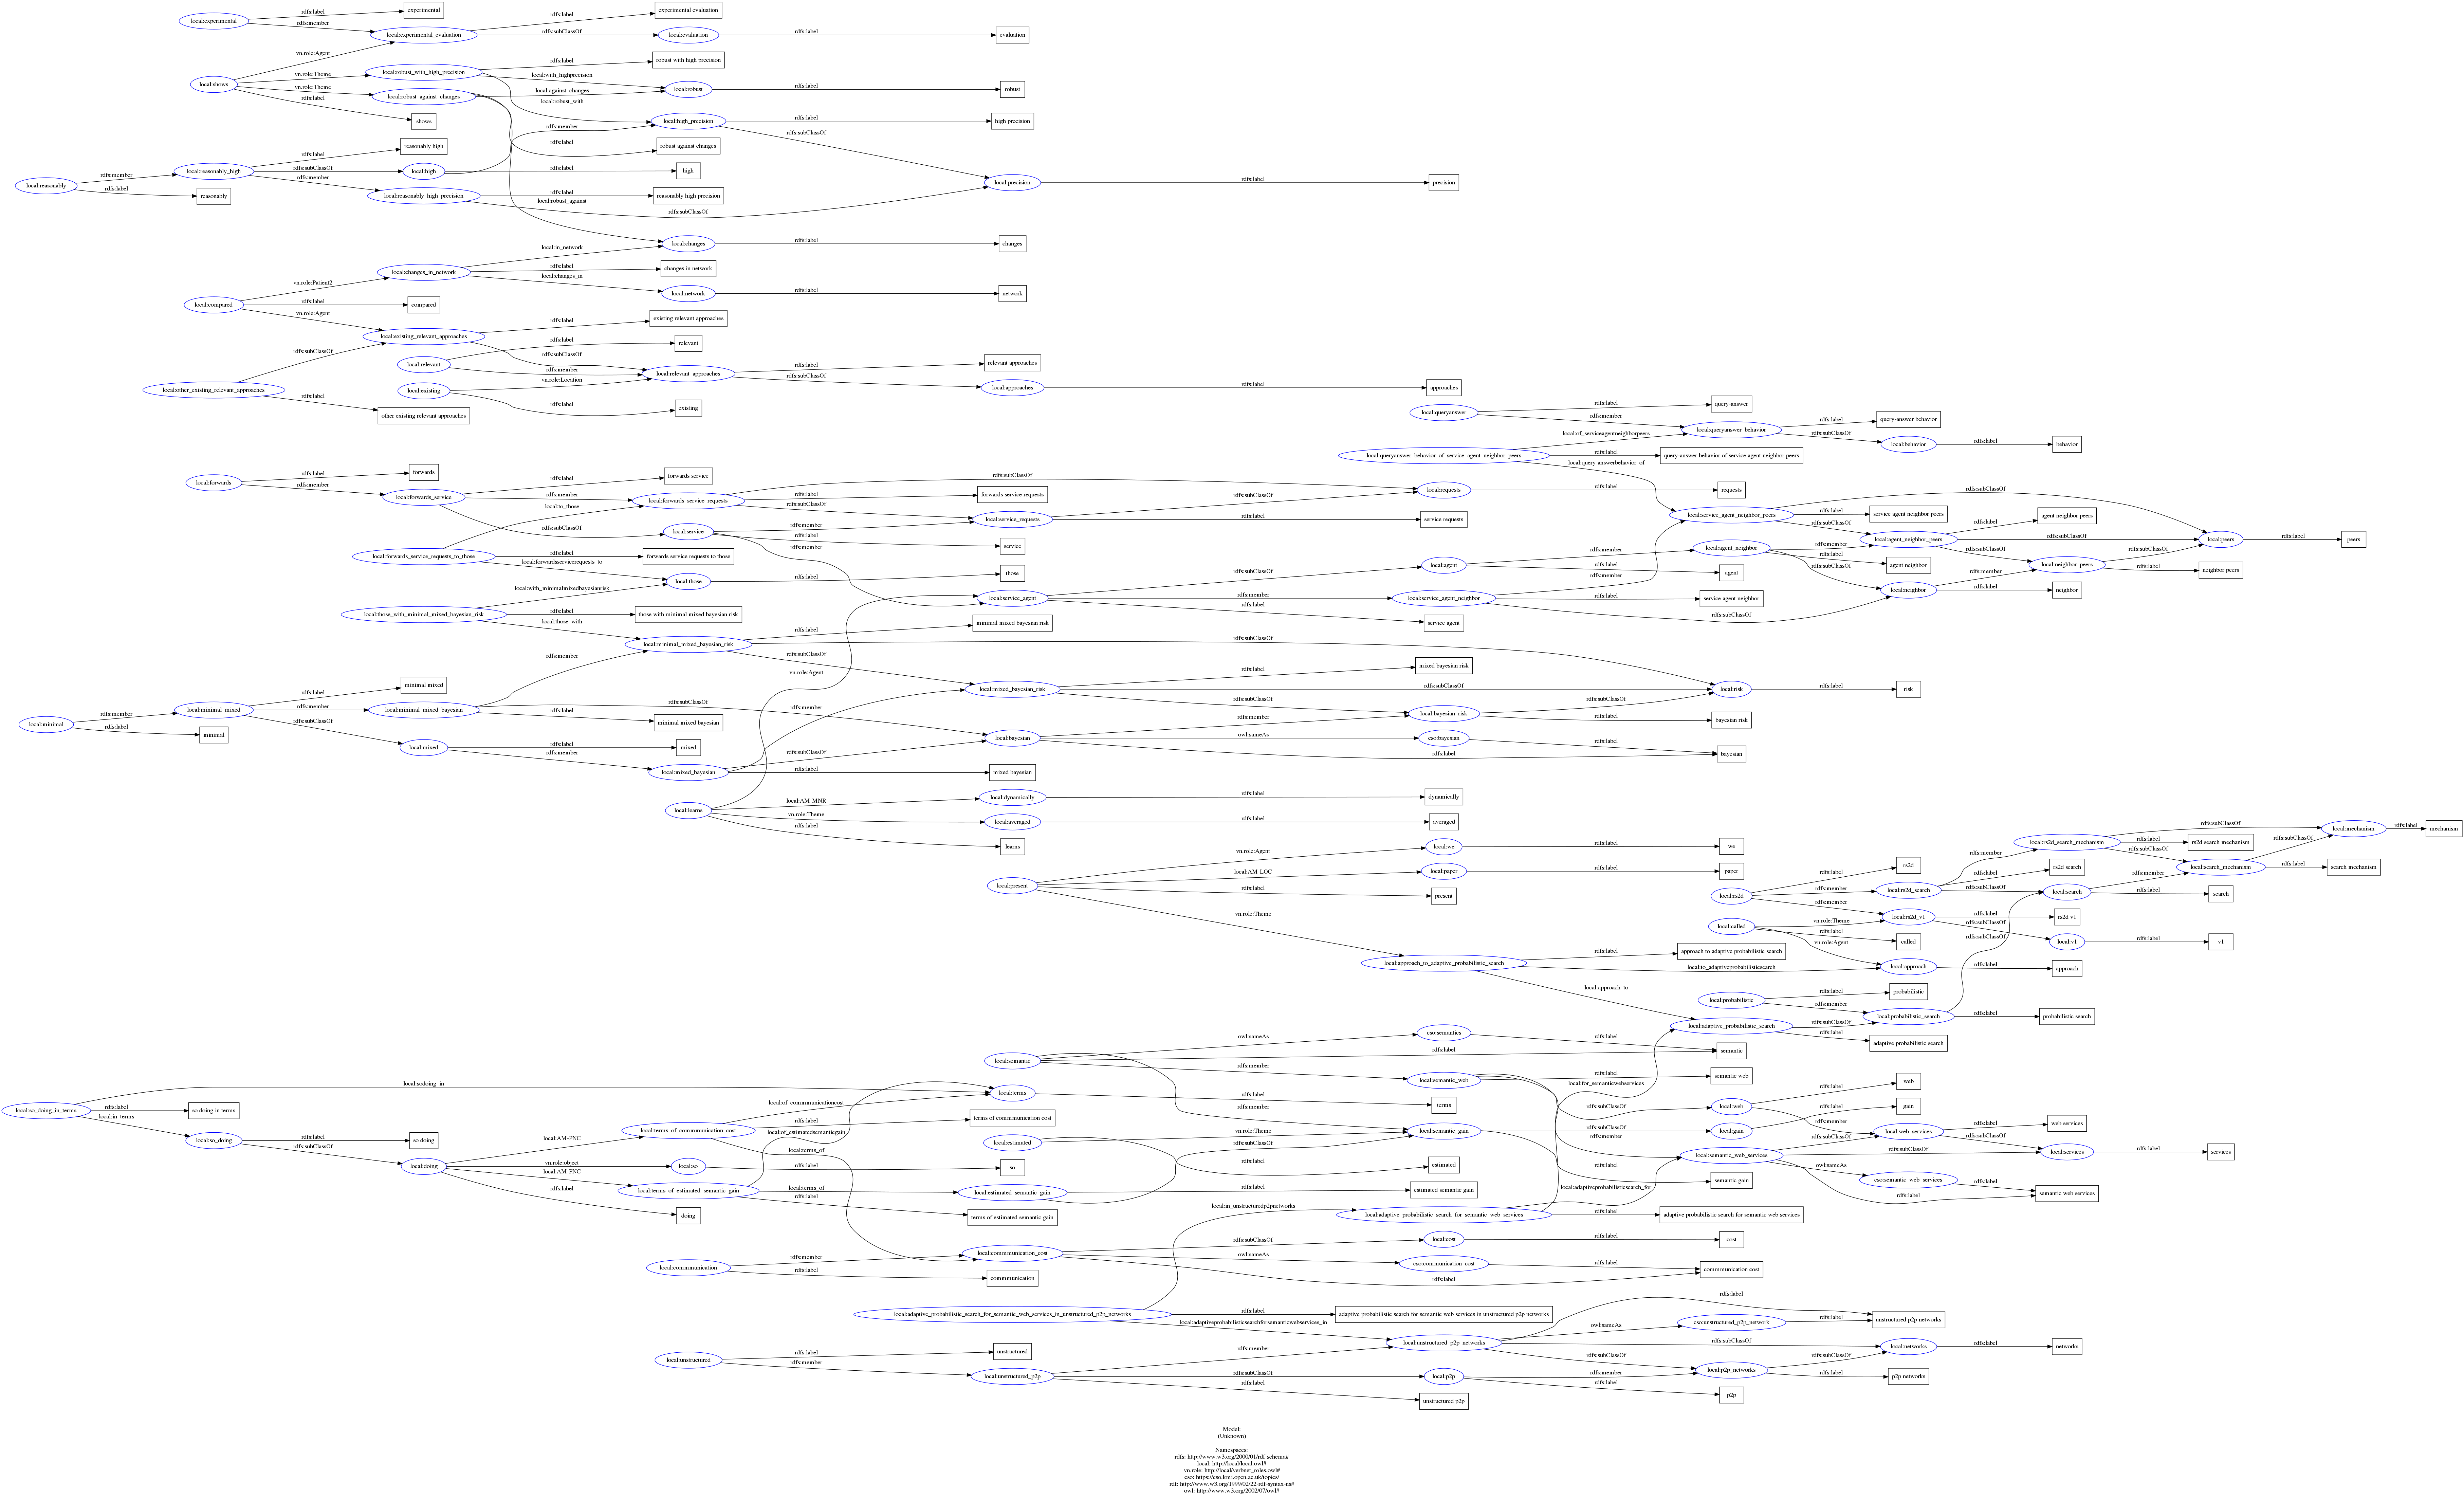 local:experimental
rdfs:label
experimental
rdfs:member
local:experimental_evaluation
rdfs:label
experimental evaluation
rdfs:subClassOf
local:evaluation
rdfs:label
evaluation
local:shows
vn.role:Agent
vn.role:Theme
local:robust_with_high_precision
rdfs:label
robust with high precision
local:with_highprecision
local:robust
rdfs:label
robust
local:robust_with
vn.role:Theme
local:robust_against_changes
local:against_changes
rdfs:label
robust against changes
local:robust_against
rdfs:label
shows
local:high_precision
rdfs:label
high precision
rdfs:subClassOf
local:reasonably
rdfs:member
rdfs:label
reasonably
local:reasonably_high
rdfs:label
reasonably high
rdfs:subClassOf
local:high
rdfs:label
high
rdfs:member
rdfs:member
local:reasonably_high_precision
rdfs:label
reasonably high precision
rdfs:subClassOf
local:precision
rdfs:label
precision
local:changes
rdfs:label
changes
local:compared
vn.role:Patient2
local:changes_in_network
local:in_network
rdfs:label
changes in network
local:changes_in
local:network
rdfs:label
network
rdfs:label
compared
vn.role:Agent
local:existing_relevant_approaches
rdfs:label
existing relevant approaches
rdfs:subClassOf
local:other_existing_relevant_approaches
rdfs:subClassOf
rdfs:label
other existing relevant approaches
local:relevant
rdfs:label
relevant
rdfs:member
local:existing
vn.role:Location
rdfs:label
existing
local:relevant_approaches
rdfs:label
relevant approaches
rdfs:subClassOf
local:approaches
rdfs:label
approaches
local:queryanswer
rdfs:label
query-answer
rdfs:member
local:queryanswer_behavior
rdfs:label
query-answer behavior
rdfs:subClassOf
local:behavior
rdfs:label
behavior
local:queryanswer_behavior_of_service_agent_neighbor_peers
local:of_serviceagentneighborpeers
rdfs:label
query-answer behavior of service agent neighbor peers
local:query-answerbehavior_of
local:forwards
rdfs:label
forwards
rdfs:member
local:forwards_service
rdfs:label
forwards service
rdfs:member
rdfs:subClassOf
local:forwards_service_requests
rdfs:subClassOf
rdfs:label
forwards service requests
rdfs:subClassOf
local:service_requests
rdfs:subClassOf
rdfs:label
service requests
local:requests
rdfs:label
requests
local:service
rdfs:member
rdfs:label
service
rdfs:member
local:forwards_service_requests_to_those
local:to_those
rdfs:label
forwards service requests to those
local:forwardsservicerequests_to
local:those
rdfs:label
those
local:service_agent_neighbor_peers
rdfs:subClassOf
rdfs:label
service agent neighbor peers
rdfs:subClassOf
local:agent_neighbor_peers
rdfs:label
agent neighbor peers
rdfs:subClassOf
rdfs:subClassOf
local:peers
rdfs:label
peers
local:neighbor_peers
rdfs:subClassOf
rdfs:label
neighbor peers
local:agent
rdfs:member
rdfs:label
agent
local:agent_neighbor
rdfs:member
rdfs:label
agent neighbor
rdfs:subClassOf
local:neighbor
rdfs:member
rdfs:label
neighbor
local:service_agent
rdfs:subClassOf
rdfs:member
rdfs:label
service agent
local:service_agent_neighbor
rdfs:member
rdfs:label
service agent neighbor
rdfs:subClassOf
local:those_with_minimal_mixed_bayesian_risk
local:with_minimalmixedbayesianrisk
rdfs:label
those with minimal mixed bayesian risk
local:those_with
local:minimal_mixed_bayesian_risk
rdfs:label
minimal mixed bayesian risk
rdfs:subClassOf
rdfs:subClassOf
local:mixed_bayesian_risk
rdfs:label
mixed bayesian risk
rdfs:subClassOf
rdfs:subClassOf
local:risk
rdfs:label
risk
local:bayesian_risk
rdfs:subClassOf
rdfs:label
bayesian risk
local:minimal
rdfs:member
rdfs:label
minimal
local:minimal_mixed
rdfs:label
minimal mixed
rdfs:member
rdfs:subClassOf
local:minimal_mixed_bayesian
rdfs:member
rdfs:subClassOf
rdfs:label
minimal mixed bayesian
local:mixed
rdfs:label
mixed
rdfs:member
local:mixed_bayesian
rdfs:member
rdfs:subClassOf
rdfs:label
mixed bayesian
local:bayesian
rdfs:member
owl:sameAs
cso:bayesian
rdfs:label
rdfs:label
bayesian
local:learns
vn.role:Agent
local:AM-MNR
local:dynamically
rdfs:label
dynamically
vn.role:Theme
local:averaged
rdfs:label
averaged
rdfs:label
learns
local:present
vn.role:Agent
local:we
rdfs:label
we
local:AM-LOC
local:paper
rdfs:label
paper
rdfs:label
present
vn.role:Theme
local:rs2d
rdfs:label
rs2d
rdfs:member
rdfs:member
local:rs2d_search
rdfs:member
rdfs:label
rs2d search
rdfs:subClassOf
local:rs2d_search_mechanism
rdfs:subClassOf
rdfs:label
rs2d search mechanism
rdfs:subClassOf
local:search_mechanism
rdfs:subClassOf
rdfs:label
search mechanism
local:mechanism
rdfs:label
mechanism
local:search
rdfs:member
rdfs:label
search
local:rs2d_v1
rdfs:label
rs2d v1
rdfs:subClassOf
local:v1
rdfs:label
v1
local:called
vn.role:Theme
rdfs:label
called
vn.role:Agent
local:approach
rdfs:label
approach
local:approach_to_adaptive_probabilistic_search
rdfs:label
approach to adaptive probabilistic search
local:to_adaptiveprobabilisticsearch
local:approach_to
local:probabilistic
rdfs:label
probabilistic
rdfs:member
local:probabilistic_search
rdfs:subClassOf
rdfs:label
probabilistic search
local:adaptive_probabilistic_search
rdfs:subClassOf
rdfs:label
adaptive probabilistic search
local:semantic
owl:sameAs
cso:semantics
rdfs:label
rdfs:label
semantic
rdfs:member
rdfs:member
local:semantic_web
rdfs:label
semantic web
rdfs:subClassOf
rdfs:member
local:for_semanticwebservices
local:web
rdfs:label
web
rdfs:member
local:gain
rdfs:label
gain
local:web_services
rdfs:label
web services
rdfs:subClassOf
local:services
rdfs:label
services
local:semantic_web_services
rdfs:subClassOf
rdfs:subClassOf
owl:sameAs
cso:semantic_web_services
rdfs:label
rdfs:label
semantic web services
local:so_doing_in_terms
local:sodoing_in
rdfs:label
so doing in terms
local:in_terms
local:so_doing
rdfs:label
so doing
rdfs:subClassOf
local:doing
local:AM-PNC
vn.role:object
local:so
rdfs:label
so
local:AM-PNC
rdfs:label
doing
local:terms
rdfs:label
terms
local:terms_of_commmunication_cost
local:of_commmunicationcost
rdfs:label
terms of commmunication cost
local:terms_of
local:terms_of_estimated_semantic_gain
local:of_estimatedsemanticgain
local:terms_of
rdfs:label
terms of estimated semantic gain
local:estimated
vn.role:Theme
rdfs:label
estimated
local:estimated_semantic_gain
rdfs:subClassOf
rdfs:label
estimated semantic gain
local:semantic_gain
rdfs:subClassOf
rdfs:label
semantic gain
local:adaptive_probabilistic_search_for_semantic_web_services
local:adaptiveprobabilisticsearch_for
rdfs:label
adaptive probabilistic search for semantic web services
local:commmunication
rdfs:member
rdfs:label
commmunication
local:commmunication_cost
rdfs:subClassOf
local:cost
rdfs:label
cost
owl:sameAs
cso:communication_cost
rdfs:label
rdfs:label
commmunication cost
local:adaptive_probabilistic_search_for_semantic_web_services_in_unstructured_p2p_networks
local:in_unstructuredp2pnetworks
rdfs:label
adaptive probabilistic search for semantic web services in unstructured p2p networks
local:adaptiveprobabilisticsearchforsemanticwebservices_in
local:unstructured_p2p_networks
rdfs:label
owl:sameAs
cso:unstructured_p2p_network
rdfs:label
unstructured p2p networks
rdfs:subClassOf
local:networks
rdfs:label
networks
rdfs:subClassOf
local:p2p_networks
rdfs:subClassOf
rdfs:label
p2p networks
local:unstructured
rdfs:label
unstructured
rdfs:member
local:unstructured_p2p
rdfs:member
rdfs:subClassOf
local:p2p
rdfs:member
rdfs:label
p2p
rdfs:label
unstructured p2p
Model:
(Unknown)
Namespaces:
rdfs: http://www.w3.org/2000/01/rdf-schema#
local: http://local/local.owl#
vn.role: http://local/vnrbnet_roles.owl#
cso: https://cso.kmi.open.ac.uk/topics/
rdf: http://www.w3.org/1999/02/22-rdf-syntax-ns#
owl: http://www.w3.org/2002/07/owl#